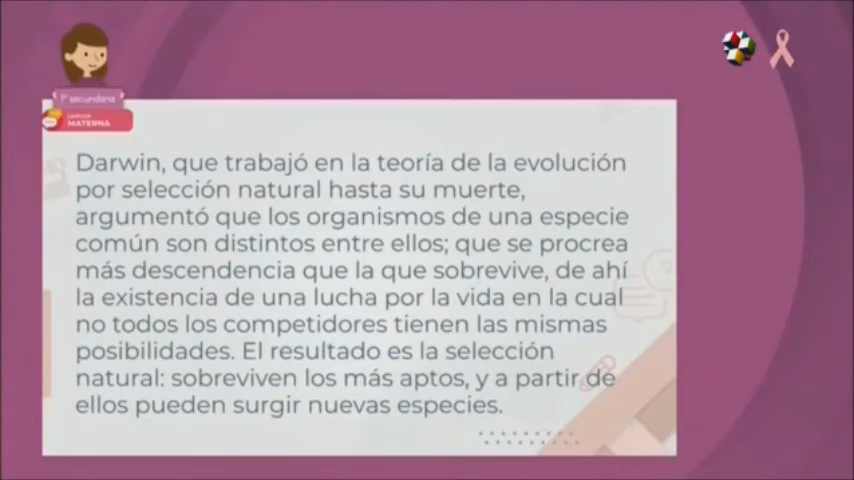 1° secundaria
LENGUA
MATERNA
Darwin, que trabajó en la teoría de la evolución
por selección natural hasta su muerte,
argumentó que los organismos de una especie
común son distintos entre ellos; que se procrea
más descendencia que la que sobrevive, de ahí
la existencia de una lucha por la vida en la cual
no todos los competidores tienen las mismas
posibilidades. El resultado es la selección
natural: sobreviven los más aptos, y a partir de
ellos pueden surgir nuevas especies.